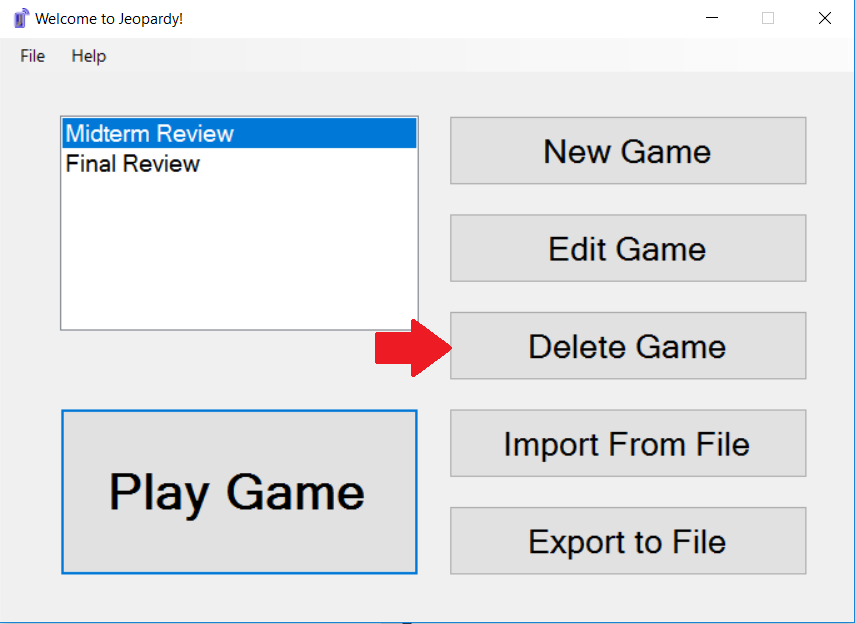 Welcome to Jeopardy!
File Help
Midterm Review
Final Review
New Game
Edit Game
Delete Game
Import From File
Export to File
Play Game